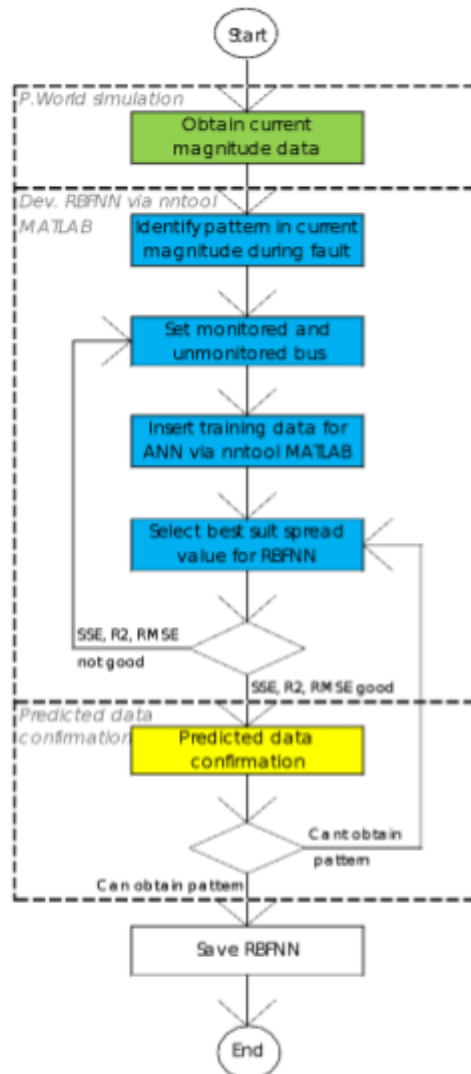 Start
P.World simulation
Obtain current
magnitude data
Dev. RBFNN via nntool
MATLAB
Identify pattern in current
magnitude during fault
Set monitored and
unmonitored bus
Insert training data for
ANN via nntool MATLAB
Select best suit spread
value for RBFNN
SSE, R2, RMSE
not good
SSE, R2, RMSE good
Predicted data
confirmation
Predicted data
confirmation
Cant obtain
pattern
Can obtain pattern
Save RBFNN
End